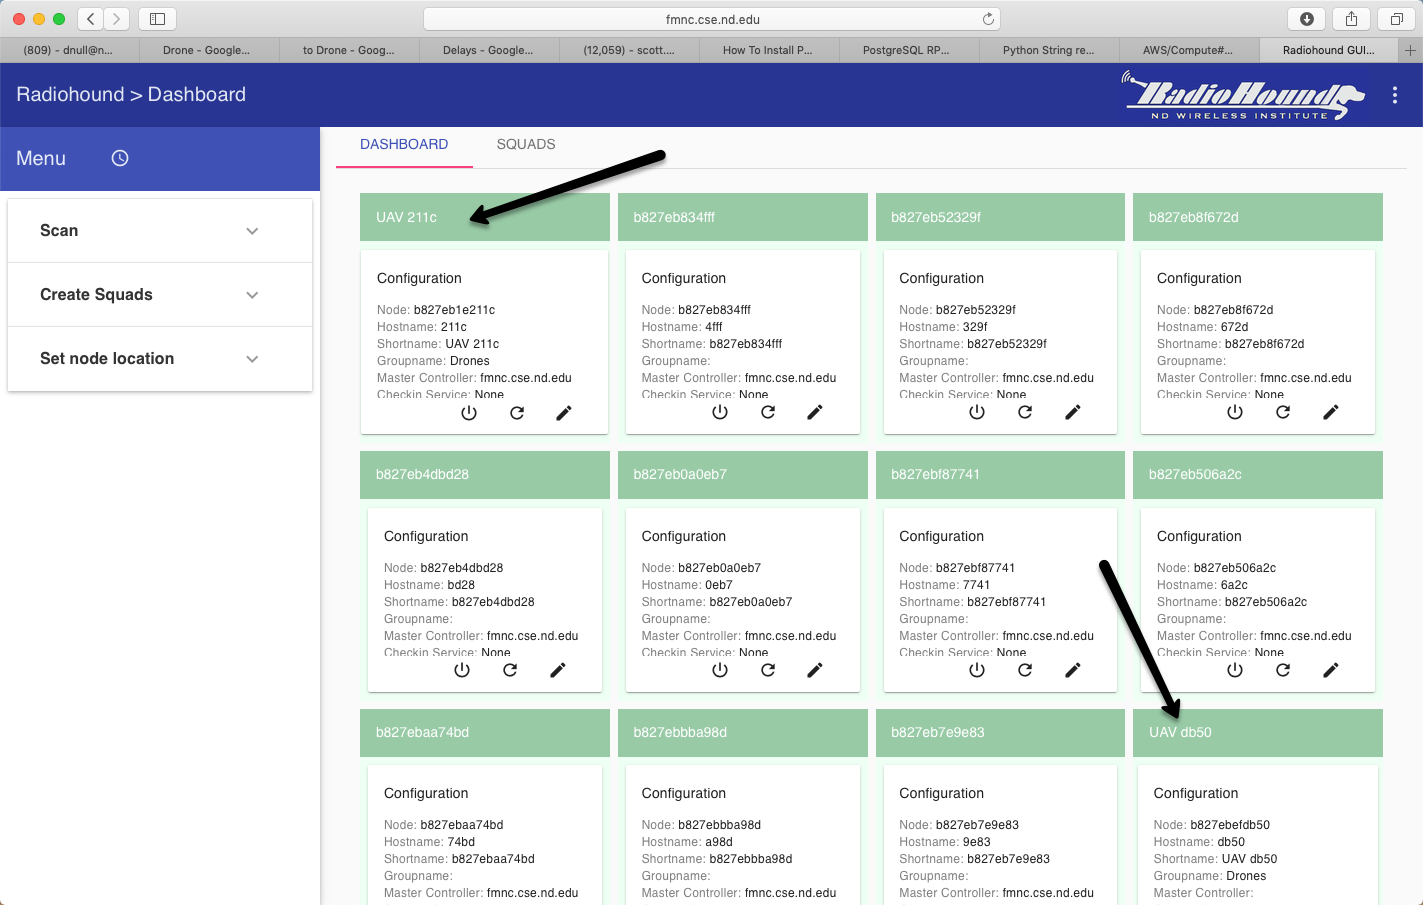 fmnc.cse.nd.edu
(809) - dnull@n...
Drone - Google...
to Drone - Goog...
Delays - Google...
(12,059) - scott....
How To Install P...
PostgreSQL RP...
Python String re...
AWS/Compute#...
Radiohound GUI...
Radiohound > Dashboard
RadioHound
ND WIRELESS INSTITUTE
Menu
DASHBOARD
SQUADS
Scan
Create Squads
Set node location
UAV 211c
Configuration
Node: b827eb1e211c
Hostname: 211c
Shortname: UAV 211c
Groupname: Drones
Master Controller: fmnc.cse.nd.edu
Checkin Service: None
b827eb834fff
Configuration
Node: b827eb834fff
Hostname: 4fff
Shortname: b827eb834fff
Groupname:
Master Controller: fmnc.cse.nd.edu
Checkin Service: None
b827eb52329f
Configuration
Node: b827eb52329f
Hostname: 329f
Shortname: b827eb52329f
Groupname:
Master Controller: fmnc.cse.nd.edu
Checkin Service: None
b827eb8f672d
Configuration
Node: b827eb8f672d
Hostname: 672d
Shortname: b827eb8f672d
Groupname:
Master Controller: fmnc.cse.nd.edu
Checkin Service: None
b827eb4dbd28
Configuration
Node: b827eb4dbd28
Hostname: bd28
Shortname: b827eb4dbd28
Groupname:
Master Controller: fmnc.cse.nd.edu
Checkin Service: None
b827eb0a0eb7
Configuration
Node: b827eb0a0eb7
Hostname: 0eb7
Shortname: b827eb0a0eb7
Groupname:
Master Controller: fmnc.cse.nd.edu
Checkin Service: None
b827ebf87741
Configuration
Node: b827ebf87741
Hostname: 7741
Shortname: b827ebf87741
Groupname:
Master Controller: fmnc.cse.nd.edu
Checkin Service: None
b827eb506a2c
Configuration
Node: b827eb506a2c
Hostname: 6a2c
Shortname: b827eb506a2c
Groupname:
Master Controller: fmnc.cse.nd.edu
Checkin Service: None
b827ebaa74bd
Configuration
Node: b827ebaa74bd
Hostname: 74bd
Shortname: b827ebaa74bd
Groupname:
Master Controller: fmnc.cse.nd.edu
b827ebbba98d
Configuration
Node: b827ebbba98d
Hostname: a98d
Shortname: b827ebbba98d
Groupname:
Master Controller: fmnc.cse.nd.edu
b827eb7e9e83
Configuration
Node: b827eb7e9e83
Hostname: 9e83
Shortname: b827eb7e9e83
Groupname:
Master Controller: fmnc.cse.nd.edu
UAV db50
Configuration
Node: b827ebefdb50
Hostname: db50
Shortname: UAV db50
Groupname: Drones
Master Controller: